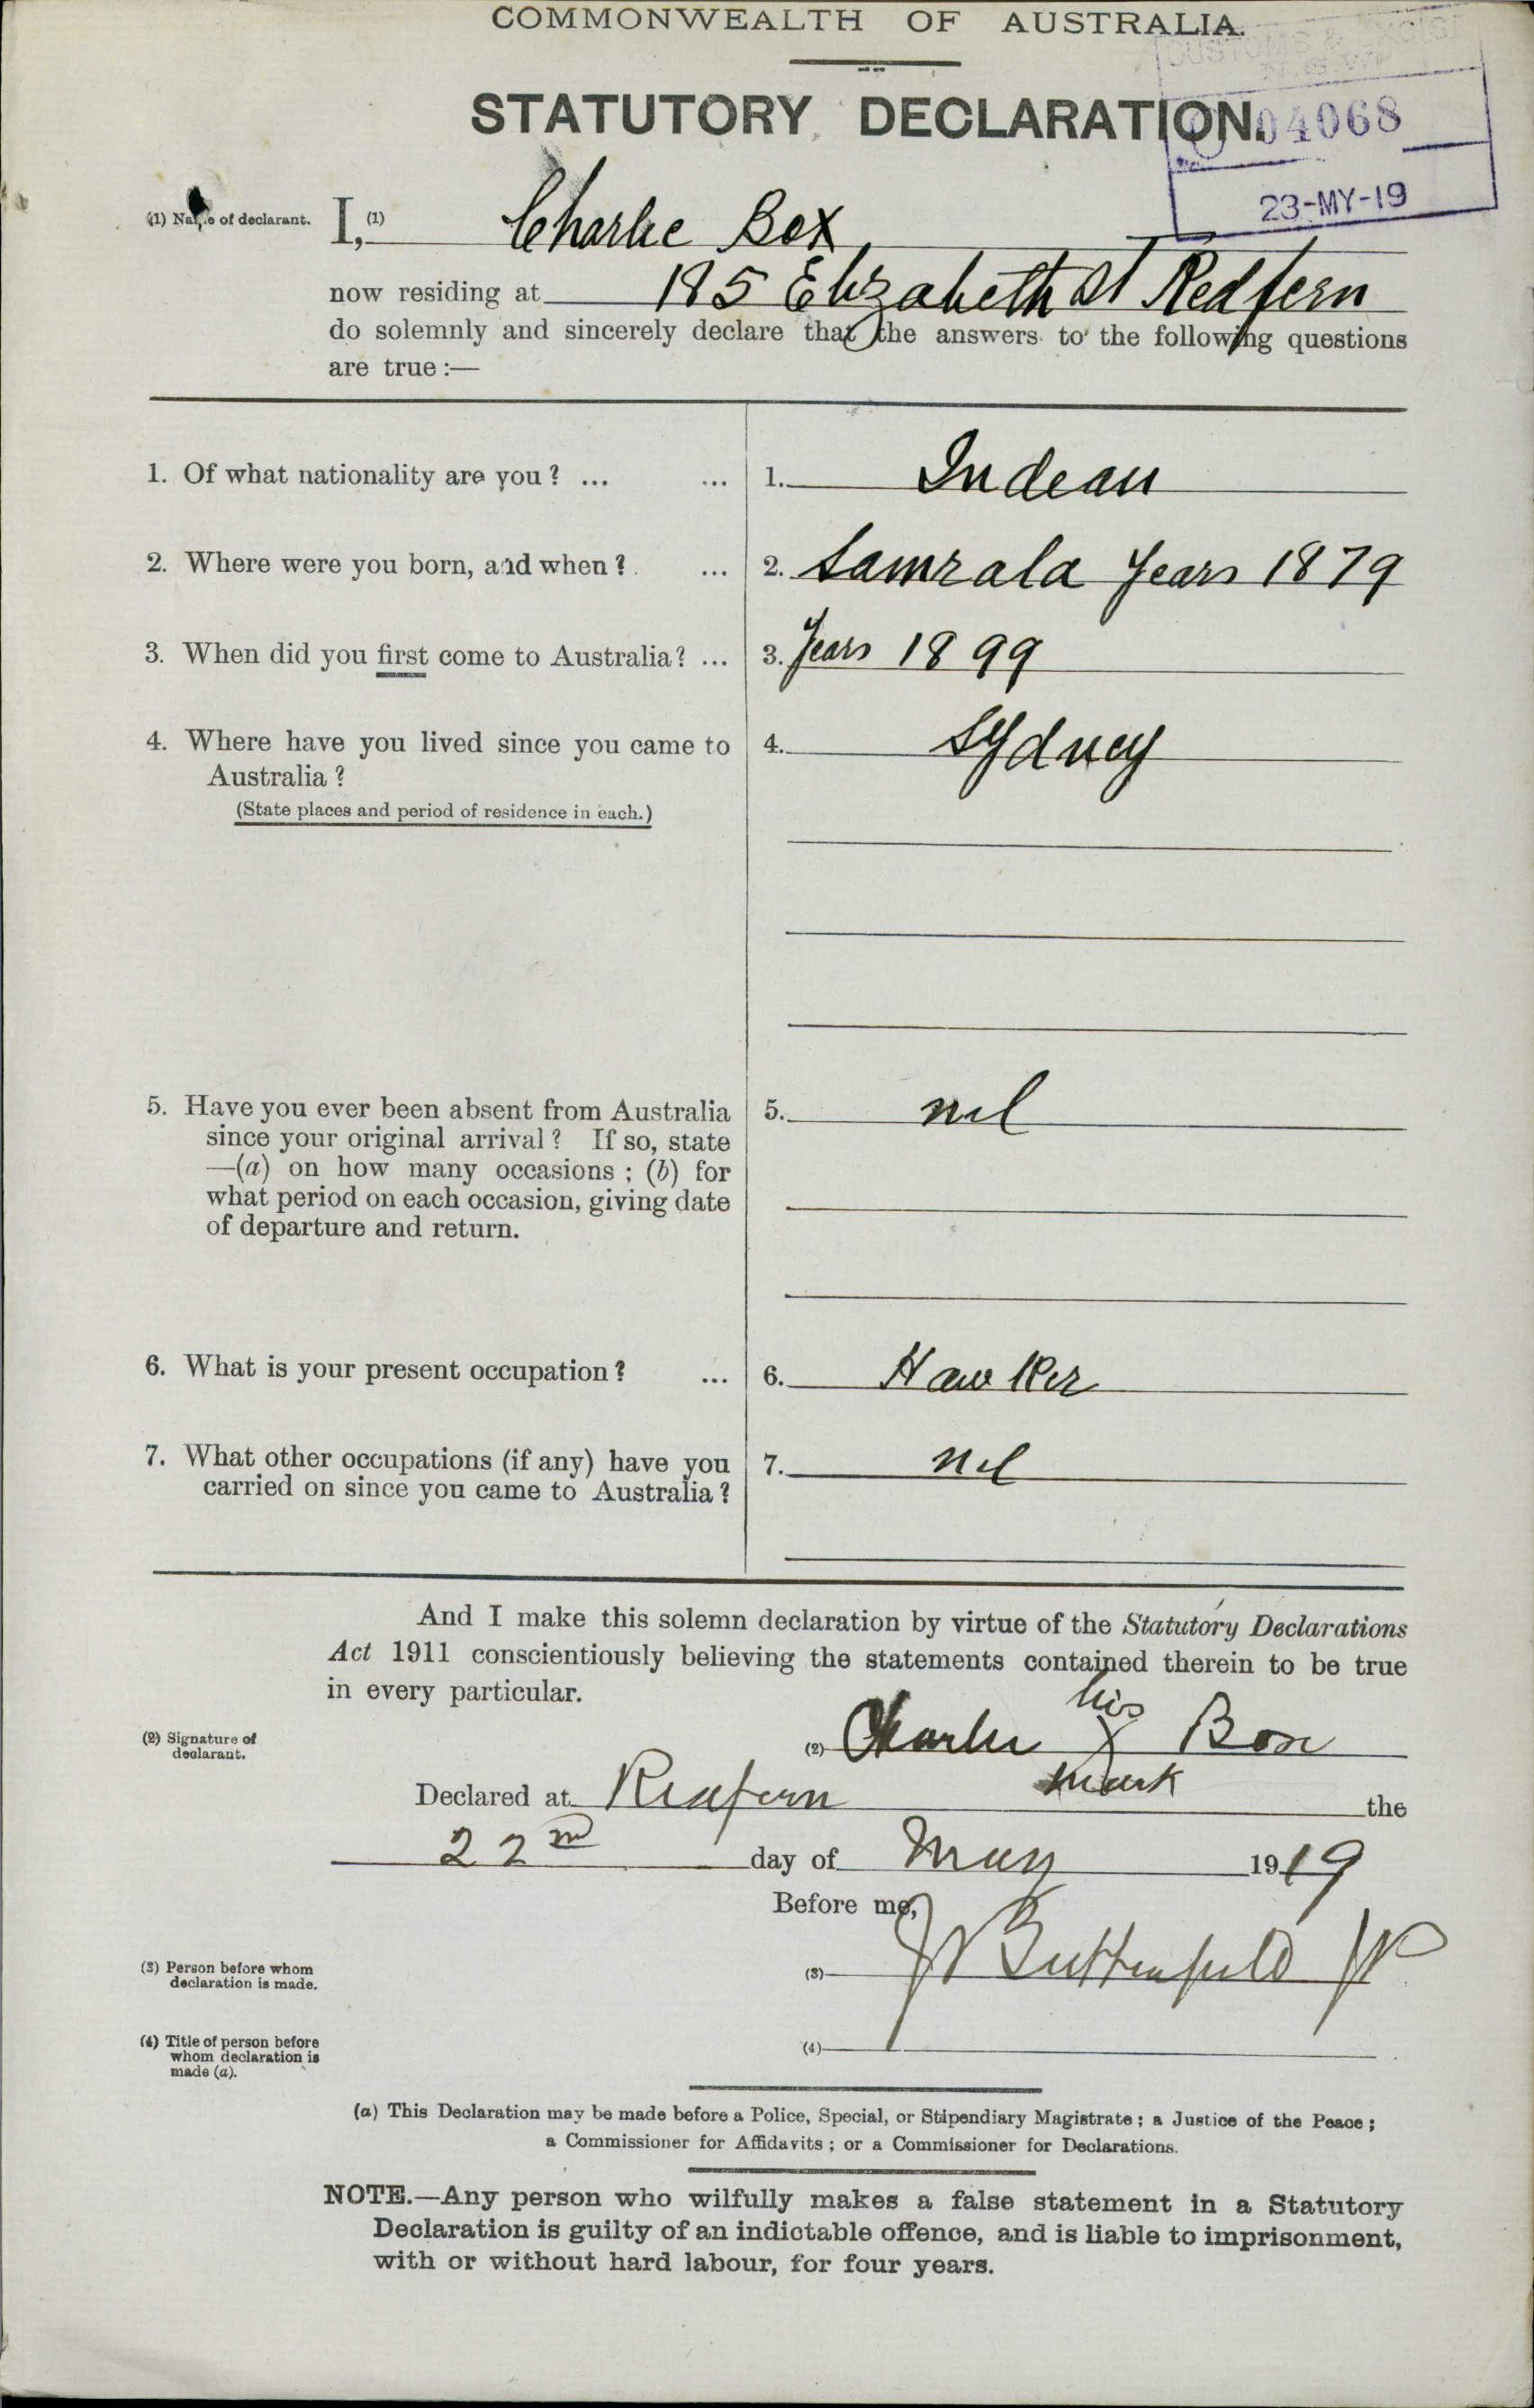 COMMONWEALTH OF AUSTRALIA.
CUSTOMS & EXCISE
N.S.W.
STATUTORY DECLARATION.
04068
23-MY-19
(1) Name of declarant. I,(1) Charlie Box
now residing at 185 Elizabeth St Redfern
do solemnly and sincerely declare that the answers to the following questions
are true:—
1. Of what nationality are you? ... ... 1. Indean
2. Where were you born, and when? ... 2. Samrala Years 1879
3. When did you first come to Australia? ... 3. Years 1899
4. Where have you lived since you came to 4. Sydney
Australia?
(State places and period of residence in each.)
5. Have you ever been absent from Australia 5. nil
since your original arrival? If so, state
—(a) on how many occasions; (b) for
what period on each occasion, giving date
of departure and return.
6. What is your present occupation? ... 6. Hawker
7. What other occupations (if any) have you 7. nil
carried on since you came to Australia?
And I make this solemn declaration by virtue of the Statutory Declarations
Act 1911 conscientiously believing the statements contained therein to be true
in every particular.
his
(2) Signature of
declarant.
(2) Charlie X Box
mark
Declared at Redfern the
22nd day of May 1919
Before me,
(3) Person before whom
declaration is made.
(3) Buttenfield JP
(4) Title of person before
whom declaration is
made (a).
(4)
(a) This Declaration may be made before a Police, Special, or Stipendiary Magistrate; a Justice of the Peace;
a Commissioner for Affidavits; or a Commissioner for Declarations.
NOTE.—Any person who wilfully makes a false statement in a Statutory
Declaration is guilty of an indictable offence, and is liable to imprisonment,
with or without hard labour, for four years.